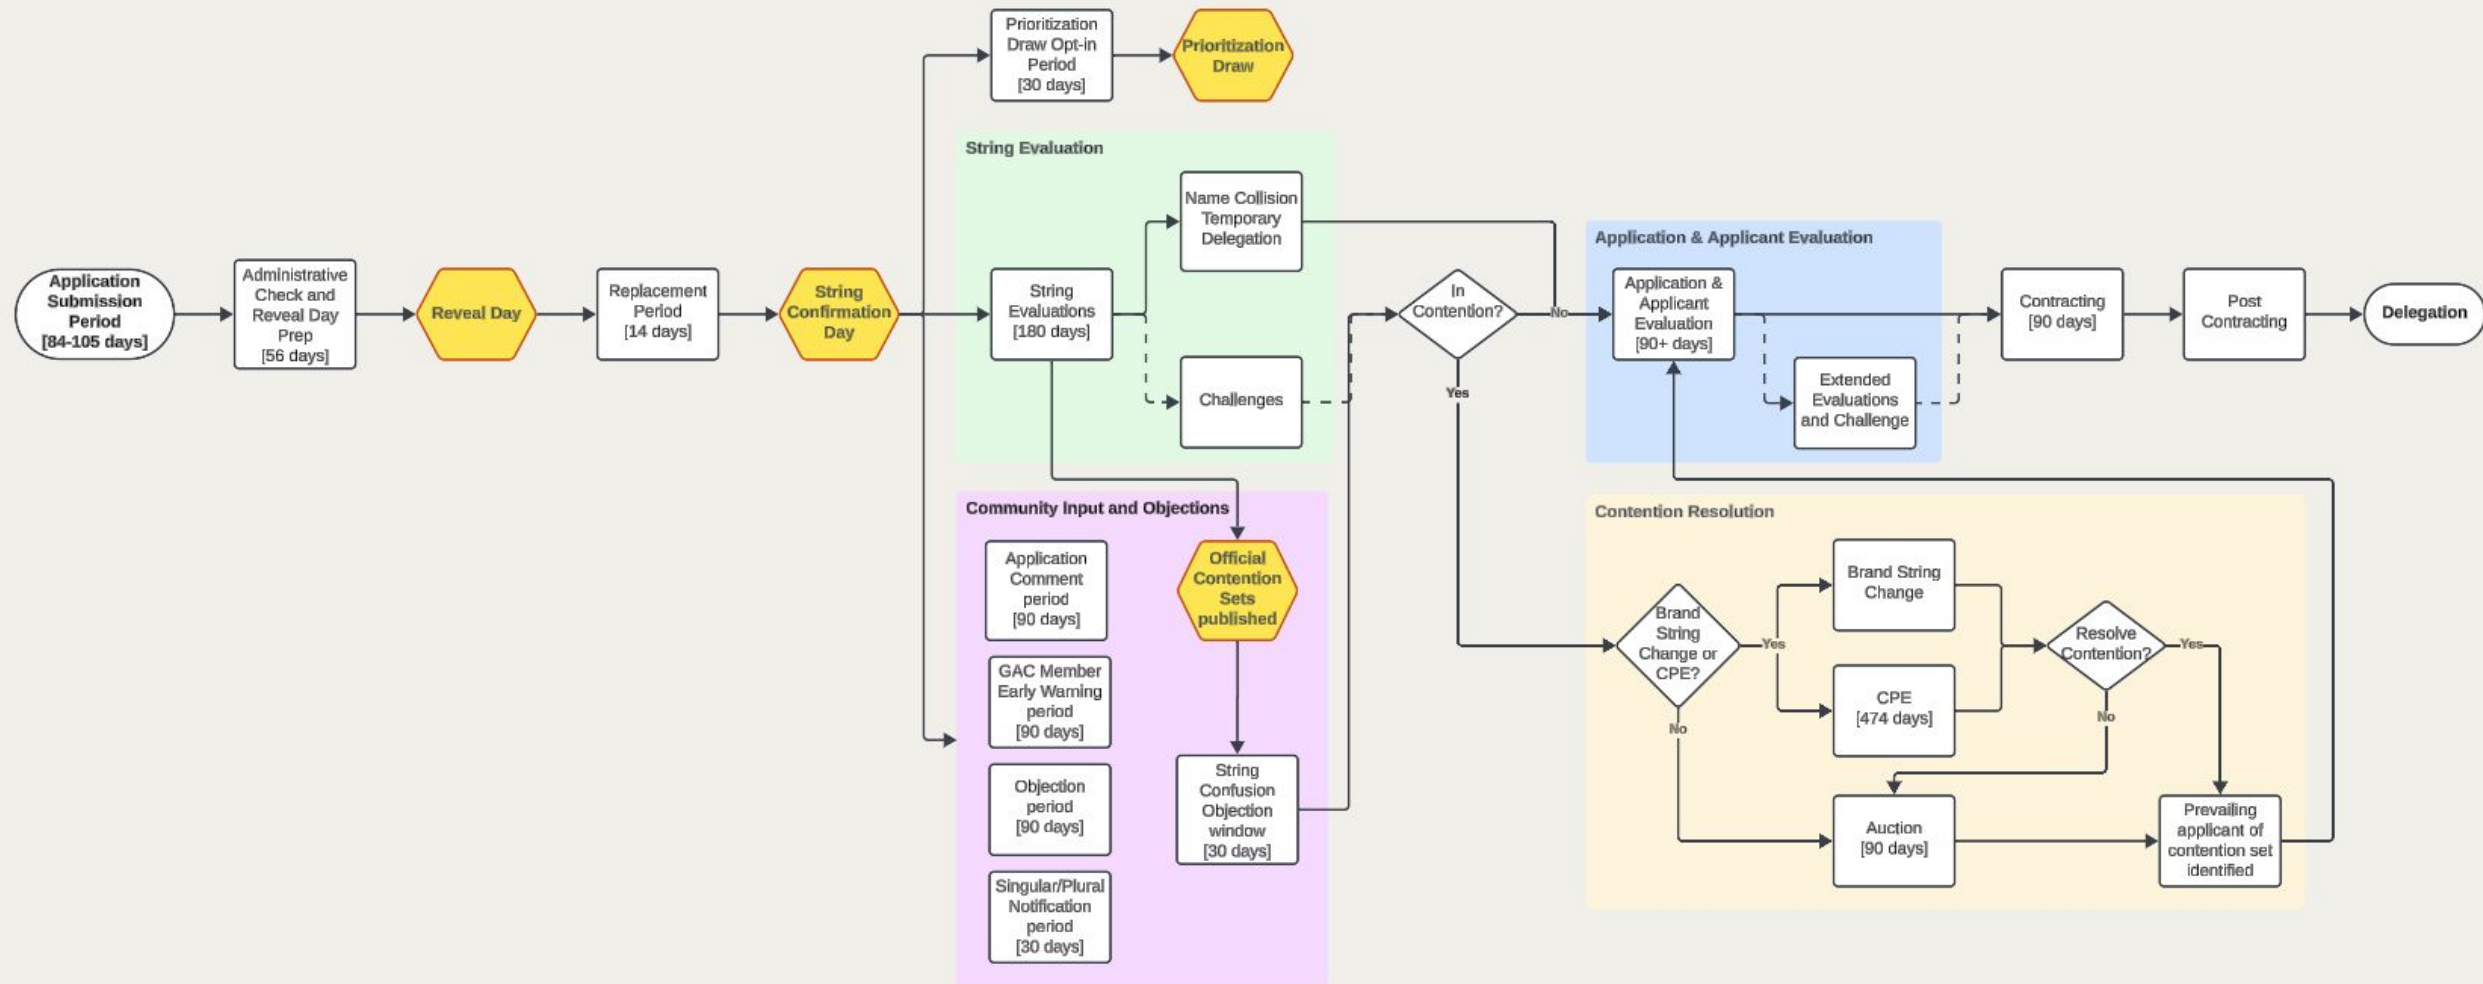 Prioritization
Draw Opt-in
Period
[30 days]
Prioritization
Draw
String Evaluation
Name Collision
Temporary
Delegation
Application
Submission
Period
[84-105 days]
Administrative
Check and
Reveal Day
Prep
[56 days]
Reveal Day
Replacement
Period
[14 days]
String
Confirmation
Day
String
Evaluations
[180 days]
Challenges
In
Contention?
No
Yes
Application & Applicant Evaluation
Application &
Applicant
Evaluation
[90+ days]
Extended
Evaluations
and Challenge
Contracting
[90 days]
Post
Contracting
Delegation
Community Input and Objections
Application
Comment
period
[90 days]
GAC Member
Early Warning
period
[90 days]
Objection
period
[90 days]
Singular/Plural
Notification
period
[30 days]
Official
Contention
Sets
published
String
Confusion
Objection
window
[30 days]
Contention Resolution
Brand
String
Change or
CPE?
Yes
No
Brand String
Change
CPE
[474 days]
Resolve
Contention?
Yes
No
Auction
[90 days]
Prevailing
applicant of
contention set
identified